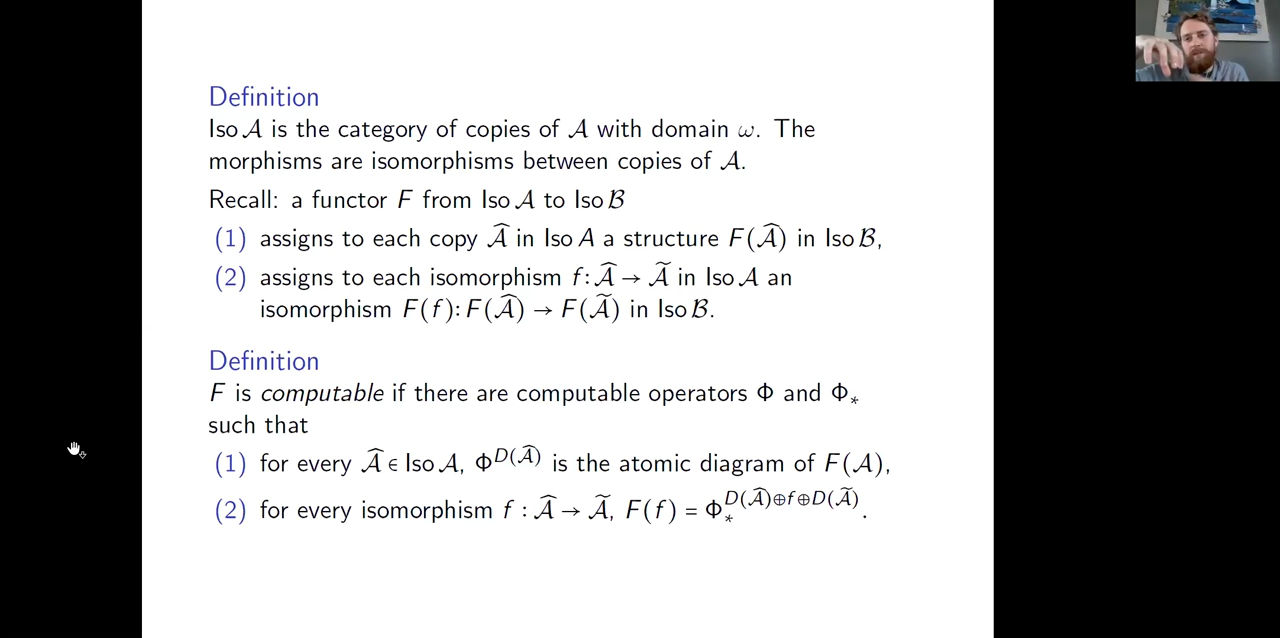 Definition
Iso 𝒜 is the category of copies of 𝒜 with domain ω. The
morphisms are isomorphisms between copies of 𝒜.
Recall: a functor F from Iso 𝒜 to Iso ℬ
(1) assigns to each copy 𝒜̂ in Iso A a structure F(𝒜̂) in Iso ℬ,
(2) assigns to each isomorphism f: 𝒜̂ → 𝒜̃ in Iso 𝒜 an
isomorphism F(f): F(𝒜̂) → F(𝒜̃) in Iso ℬ.
Definition
F is computable if there are computable operators Φ and Φ_*
such that
(1) for every 𝒜̂ ∈ Iso 𝒜, Φ^{D(𝒜̂)} is the atomic diagram of F(𝒜),
(2) for every isomorphism f : 𝒜̂ → 𝒜̃, F(f) = Φ_*^{D(𝒜̂)⊕f⊕D(𝒜̃)}.